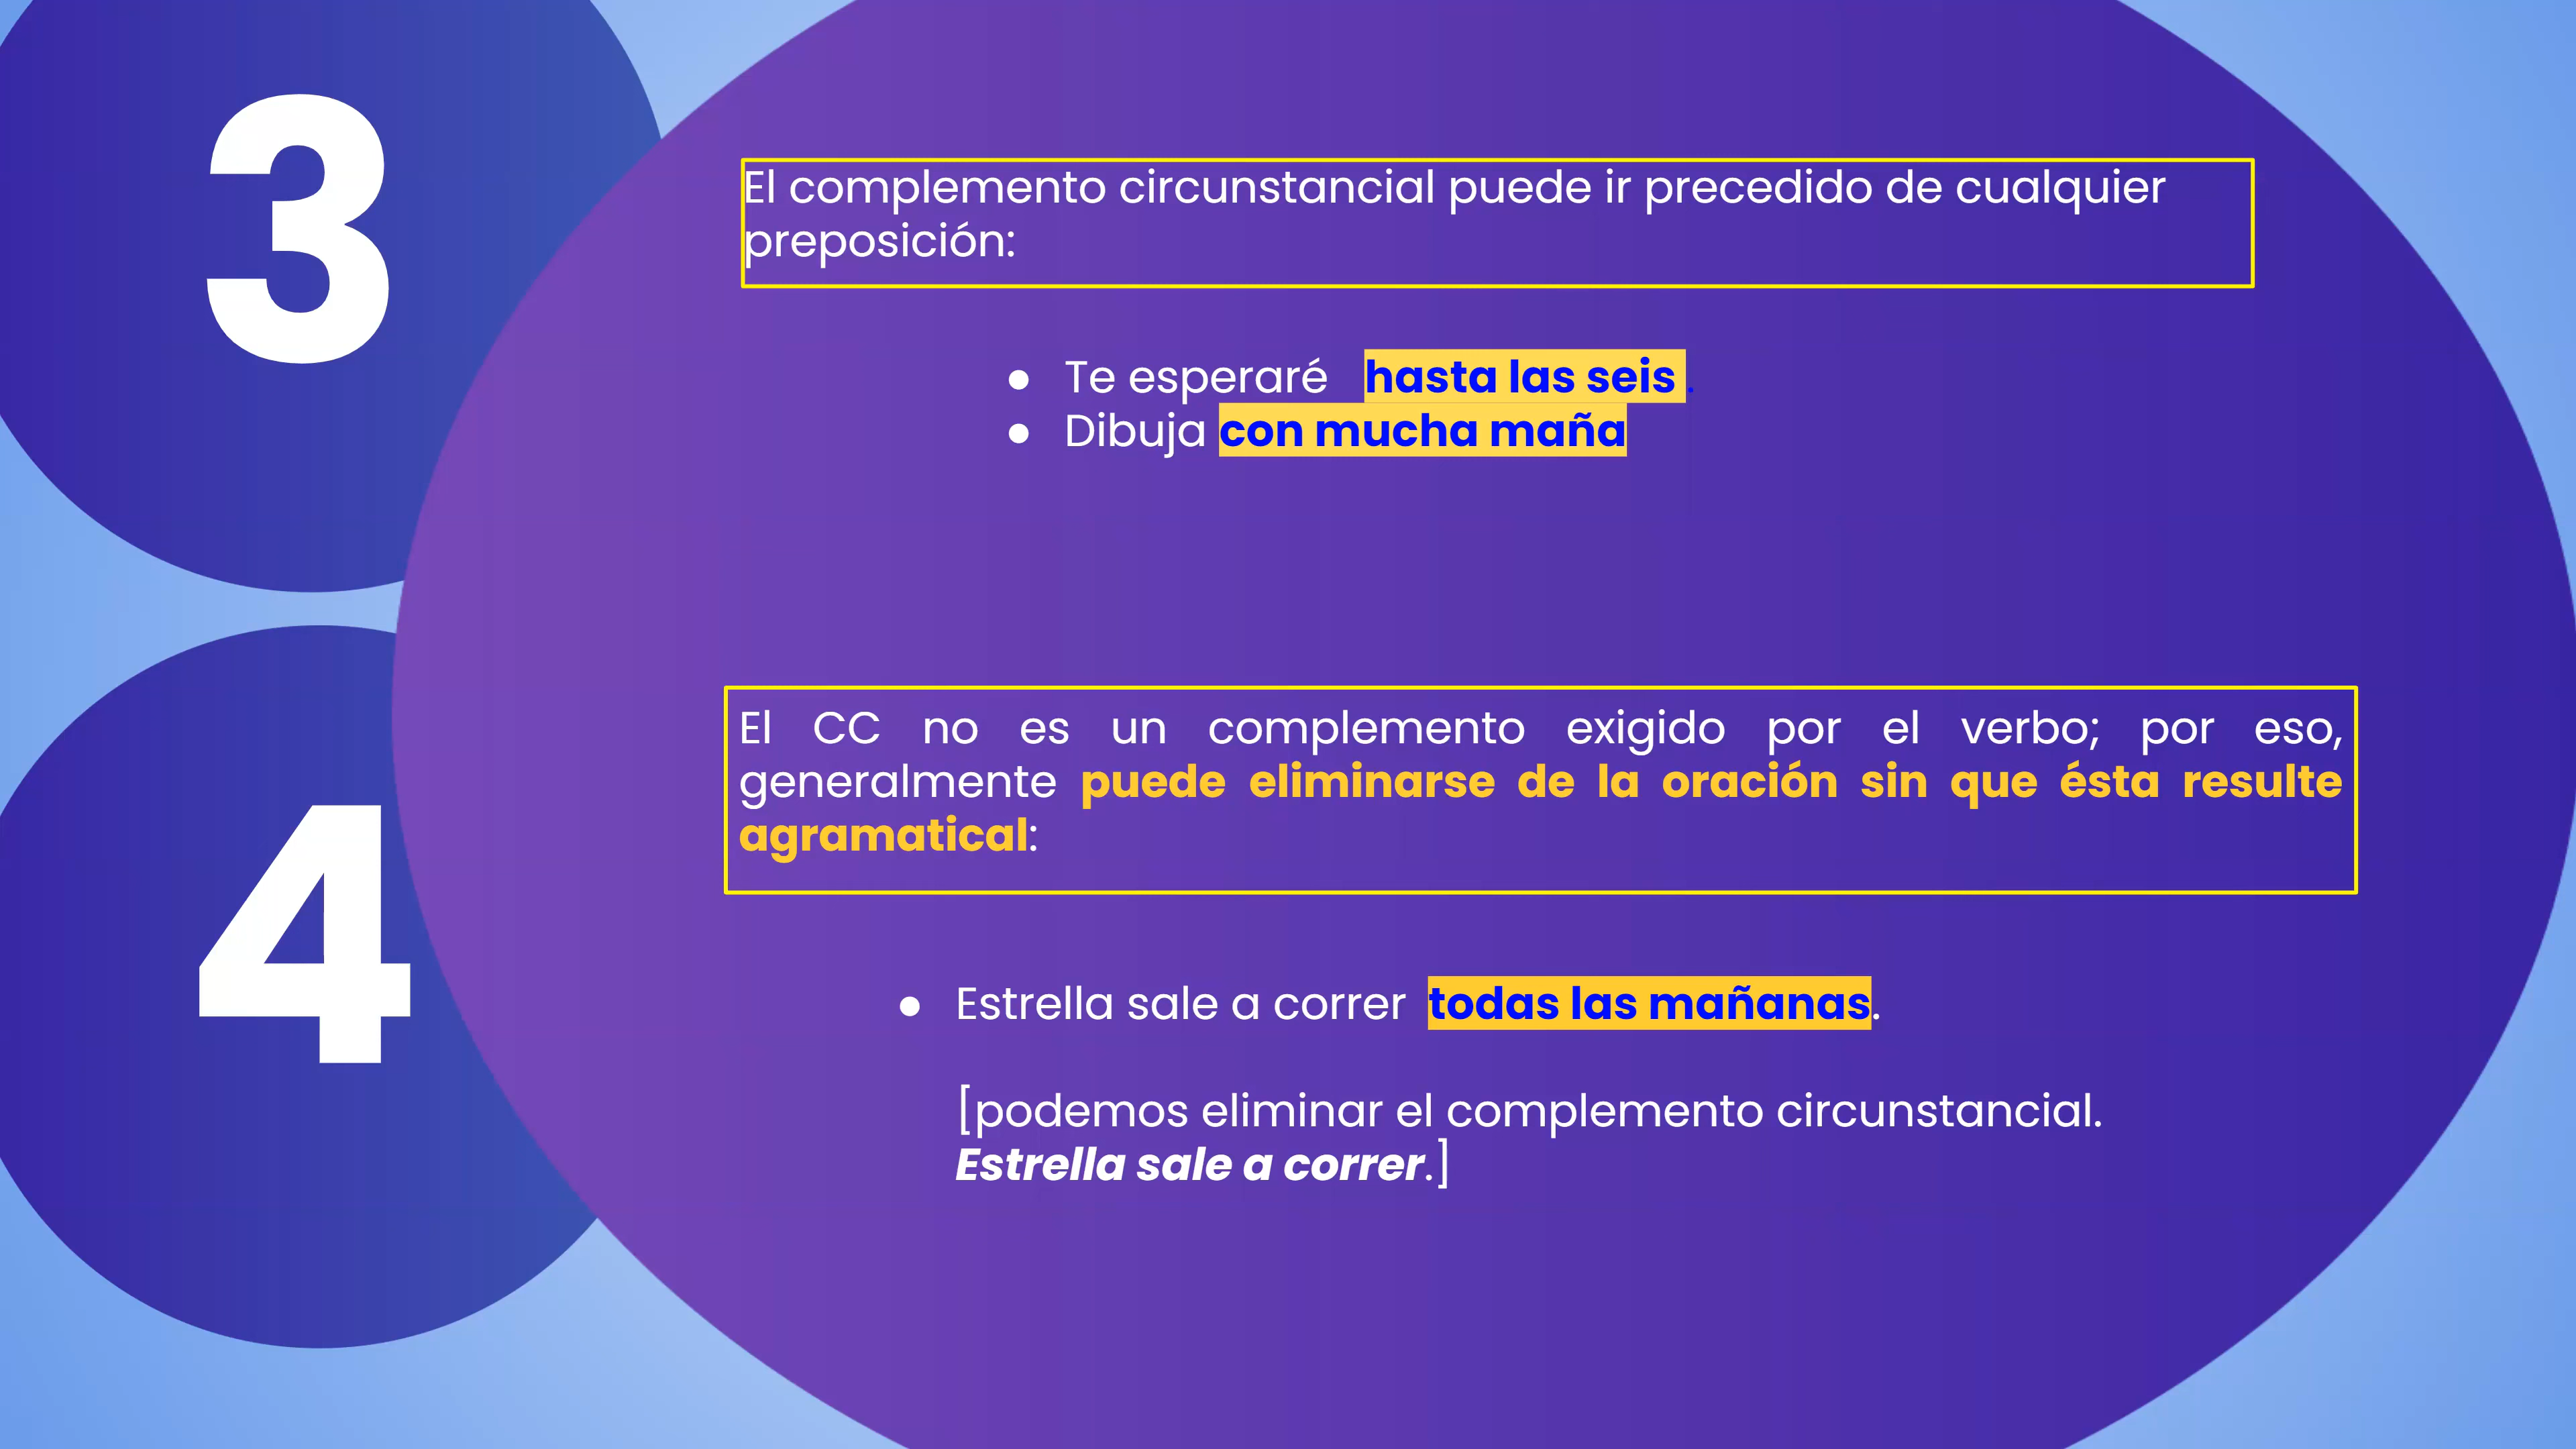 3
El complemento circunstancial puede ir precedido de cualquier
preposición:
● Te esperaré hasta las seis .
● Dibuja con mucha maña
4
El CC no es un complemento exigido por el verbo; por eso,
generalmente puede eliminarse de la oración sin que ésta resulte
agramatical:
● Estrella sale a correr todas las mañanas.
[podemos eliminar el complemento circunstancial.
Estrella sale a correr.]